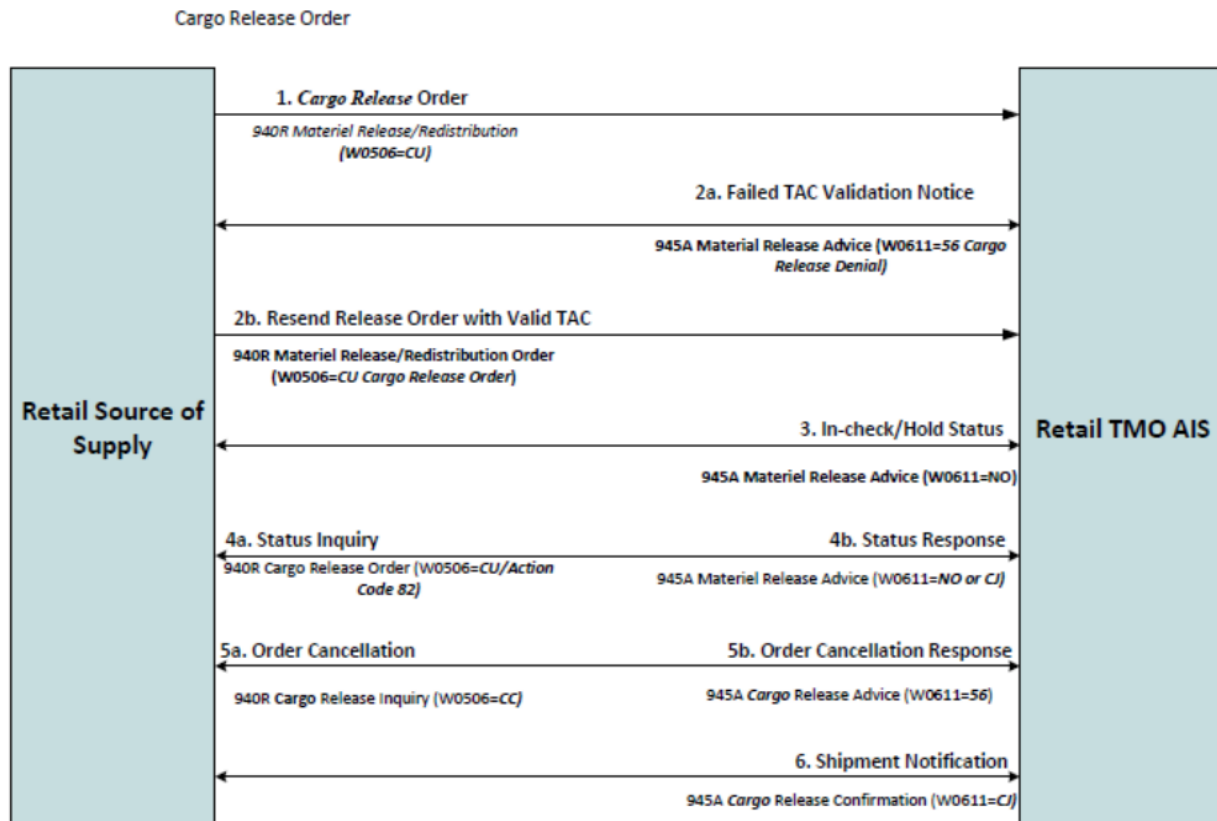 Cargo Release Order
1. Cargo Release Order
940R Materiel Release/Redistribution
(W0506=CU)
2a. Failed TAC Validation Notice
945A Material Release Advice (W0611=56 Cargo
Release Denial)
2b. Resend Release Order with Valid TAC
940R Materiel Release/Redistribution Order
(W0506=CU Cargo Release Order)
Retail Source of
Supply
Retail TMO AIS
3. In-check/Hold Status
945A Materiel Release Advice (W0611=NO)
4a. Status Inquiry
4b. Status Response
940R Cargo Release Order (W0506=CU/Action
Code 82)
945A Materiel Release Advice (W0611=NO or CJ)
5a. Order Cancellation
5b. Order Cancellation Response
940R Cargo Release Inquiry (W0506=CC)
945A Cargo Release Advice (W0611=56)
6. Shipment Notification
945A Cargo Release Confirmation (W0611=CJ)